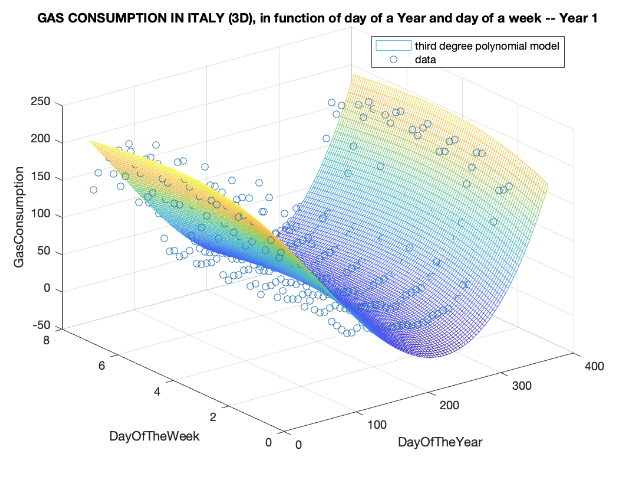 GAS CONSUMPTION IN ITALY (3D), in function of day of a Year and day of a week -- Year 1
third degree polynomial model
data
250
200
150
100
50
0
-50
GasConsumption
8
6
4
2
0
DayOfTheWeek
0
100
200
300
400
DayOfTheYear